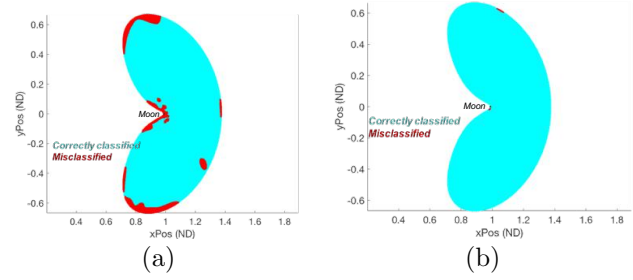 0.6
0.4
0.2
0
-0.2
-0.4
-0.6
yPos (ND)
Moon
Correctly classified
Misclassified
0.2 0.4 0.6 0.8 1 1.2 1.4 1.6 1.8
xPos (ND)
(a)
0.6
0.4
0.2
0
-0.2
-0.4
-0.6
yPos (ND)
Moon
Correctly classified
Misclassified
0.4 0.6 0.8 1 1.2 1.4 1.6 1.8
xPos (ND)
(b)